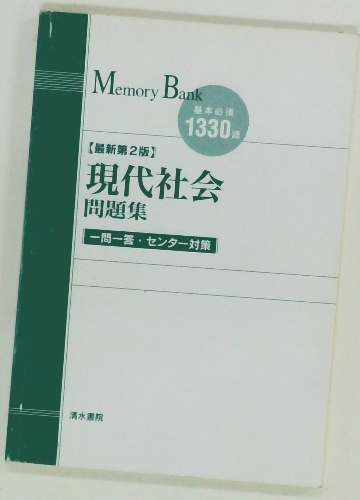 Memory Bank
基本必須
1330語
【最新第2版】
現代社会
問題集
一問一答・センター対策
清水書院